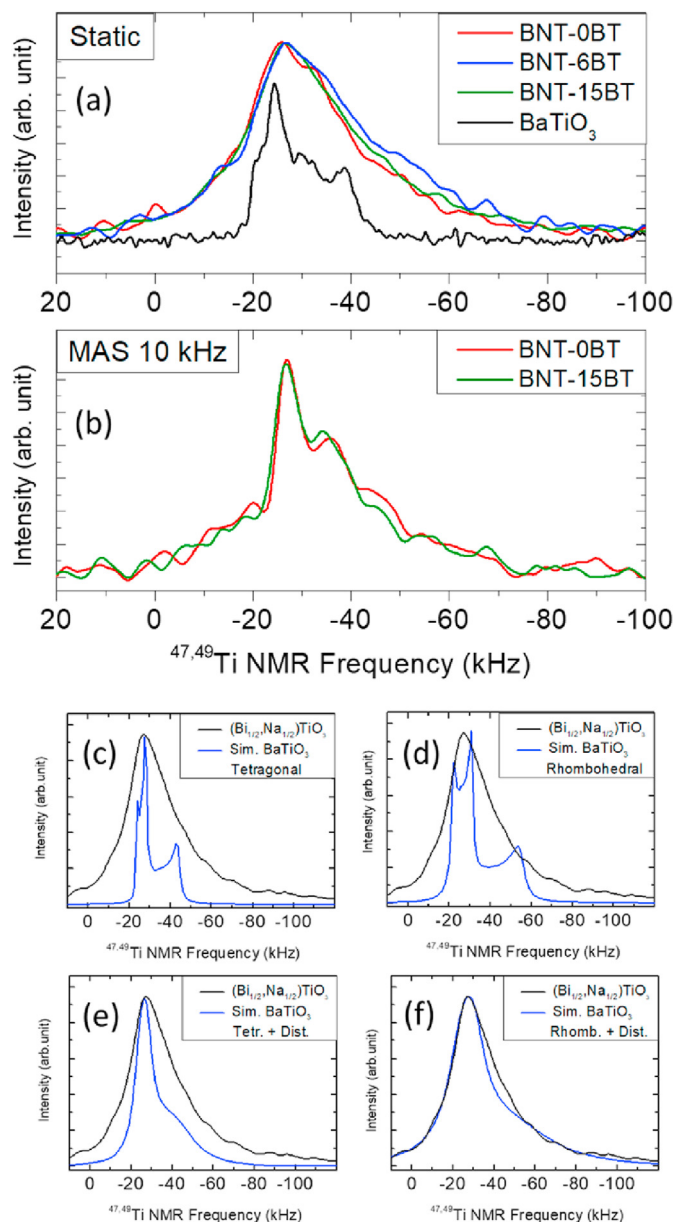 Static
BNT-0BT
BNT-6BT
BNT-15BT
BaTiO₃
(a)
Intensity (arb. unit)
20 0 -20 -40 -60 -80 -100
MAS 10 kHz
BNT-0BT
BNT-15BT
(b)
Intensity (arb. unit)
20 0 -20 -40 -60 -80 -100
⁴⁷,⁴⁹Ti NMR Frequency (kHz)
(c)
(Bi₁/₂,Na₁/₂)TiO₃
Sim. BaTiO₃
Tetragonal
Intensity (arb.unit)
0 -20 -40 -60 -80 -100
⁴⁷,⁴⁹Ti NMR Frequency (kHz)
(d)
(Bi₁/₂,Na₁/₂)TiO₃
Sim. BaTiO₃
Rhombohedral
Intensity (arb.unit)
0 -20 -40 -60 -80 -100
⁴⁷,⁴⁹Ti NMR Frequency (kHz)
(e)
(Bi₁/₂,Na₁/₂)TiO₃
Sim. BaTiO₃
Tetr. + Dist.
Intensity (arb.unit)
0 -20 -40 -60 -80 -100
⁴⁷,⁴⁹Ti NMR Frequency (kHz)
(f)
(Bi₁/₂,Na₁/₂)TiO₃
Sim. BaTiO₃
Rhomb. + Dist.
Intensity (arb.unit)
0 -20 -40 -60 -80 -100
⁴⁷,⁴⁹Ti NMR Frequency (kHz)